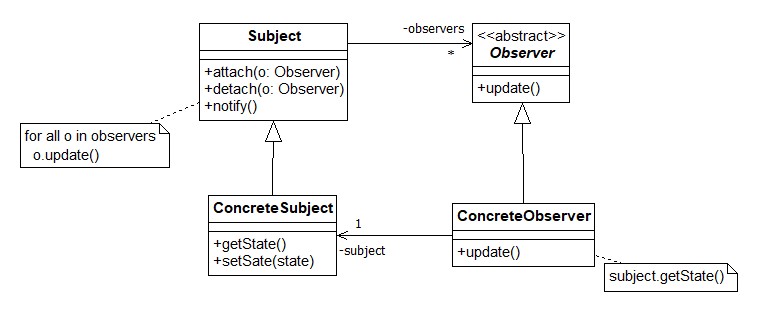 Subject
+attach(o: Observer)
+detach(o: Observer)
+notify()
-observers
*
<<abstract>>
Observer
+update()
for all o in observers
o.update()
ConcreteSubject
+getState()
+setSate(state)
1
-subject
ConcreteObserver
+update()
subject.getState()